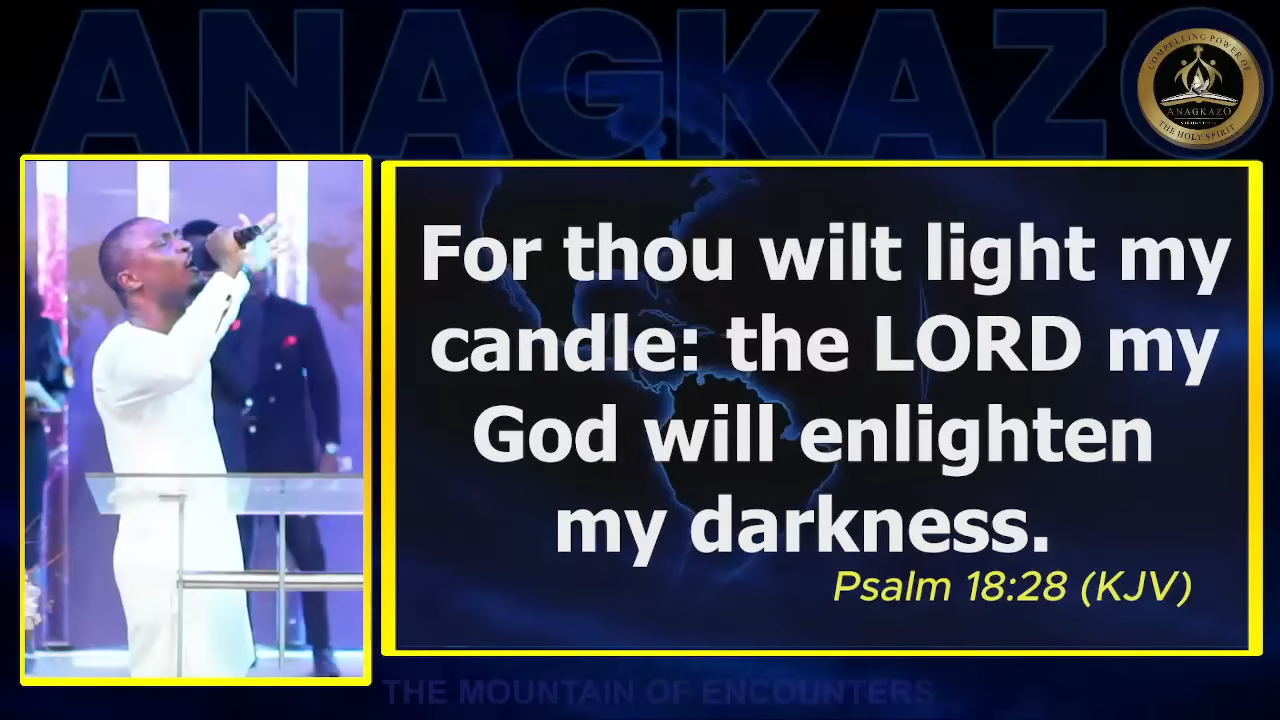 ANAGKAZO
COMPELLING POWER OF
ANAGKAZO
THE HOLY SPIRIT
For thou wilt light my
candle: the LORD my
God will enlighten
my darkness.
Psalm 18:28 (KJV)
THE MOUNTAIN OF ENCOUNTERS